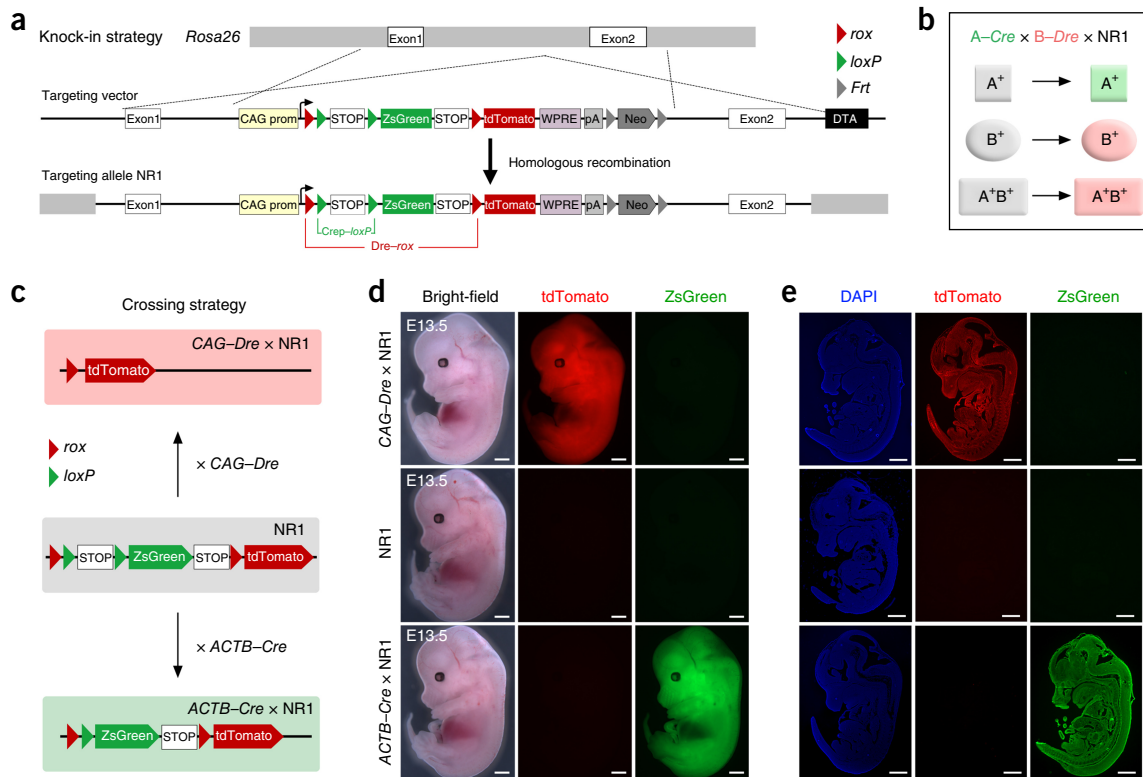 a
Knock-in strategy Rosa26
Exon1 Exon2
rox
loxP
Frt
Targeting vector
Exon1 CAG prom STOP ZsGreen STOP tdTomato WPRE pA Neo Exon2 DTA
Homologous recombination
Targeting allele NR1
Exon1 CAG prom STOP ZsGreen STOP tdTomato WPRE pA Neo Exon2
Crep–loxP
Dre–rox
b
A–Cre × B–Dre × NR1
A+ A+
B+ B+
A+B+ A+B+
c
Crossing strategy
CAG–Dre × NR1
tdTomato
rox
loxP
× CAG–Dre
NR1
STOP ZsGreen STOP tdTomato
× ACTB–Cre
ACTB–Cre × NR1
ZsGreen STOP tdTomato
d
Bright-field tdTomato ZsGreen
CAG–Dre × NR1
E13.5
NR1
E13.5
ACTB–Cre × NR1
E13.5
e
DAPI tdTomato ZsGreen